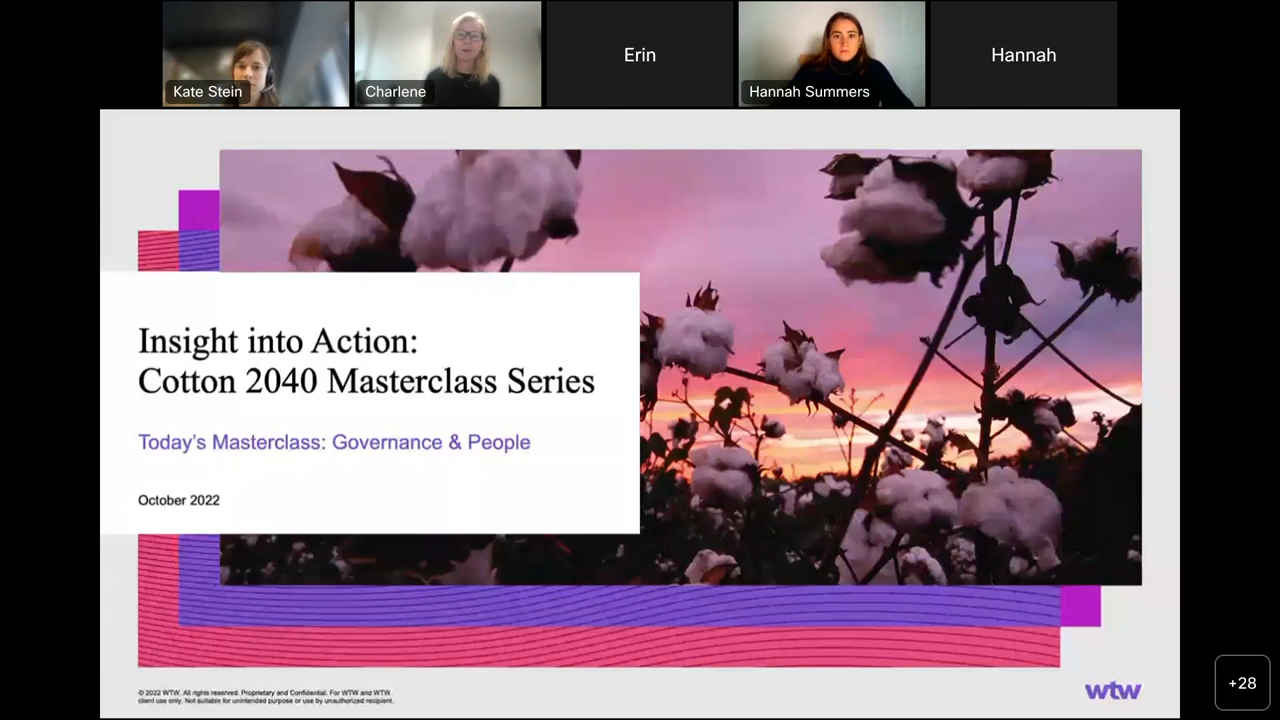 Kate Stein
Charlene
Erin
Hannah Summers
Hannah
Insight into Action:
Cotton 2040 Masterclass Series
Today's Masterclass: Governance & People
October 2022
© 2022 WTW. All rights reserved. Proprietary and Confidential. For WTW and WTW
client use only. Not suitable for unintended purpose or use by unauthorized recipient.
wtw
+28